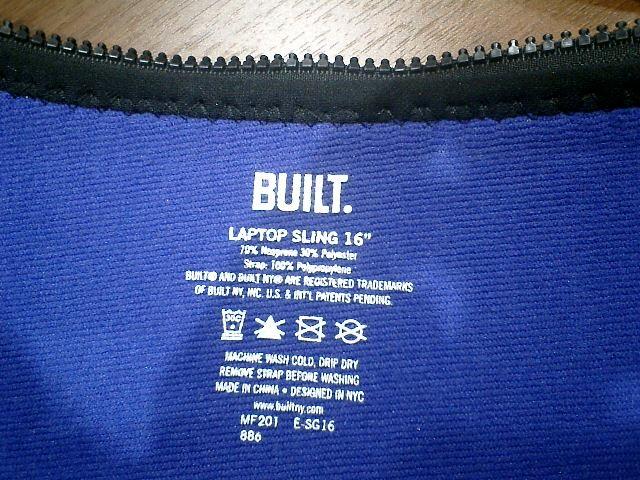 BUILT.
LAPTOP SLING 16"
70% Neoprene 30% Polyester
Strap: 100% Polypropylene
BUILT® AND BUILT NY® ARE REGISTERED TRADEMARKS
OF BUILT NY, INC. U.S. & INT'L PATENTS PENDING.
30C
MACHINE WASH COLD, DRIP DRY
REMOVE STRAP BEFORE WASHING
MADE IN CHINA • DESIGNED IN NYC
www.builtny.com
MF201 E-SG16
886